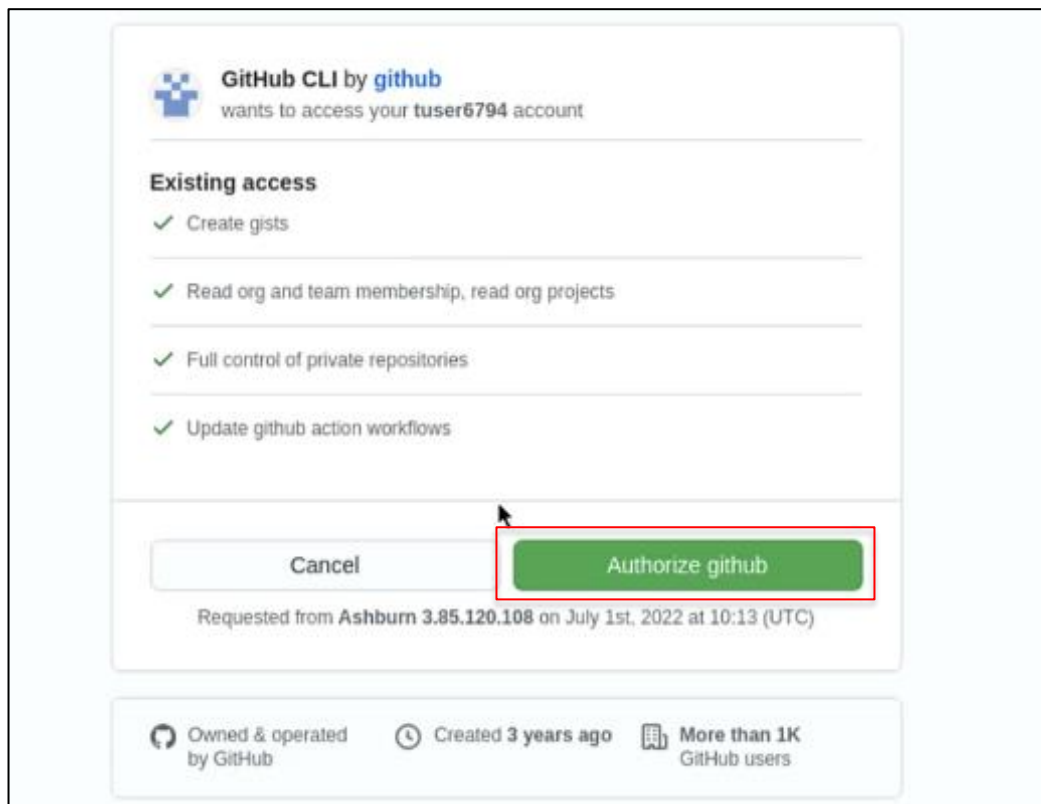 GitHub CLI by github
wants to access your tuser6794 account
Existing access
Create gists
Read org and team membership, read org projects
Full control of private repositories
Update github action workflows
Cancel
Authorize github
Requested from Ashburn 3.85.120.108 on July 1st, 2022 at 10:13 (UTC)
Owned & operated
by GitHub
Created 3 years ago
More than 1K
GitHub users